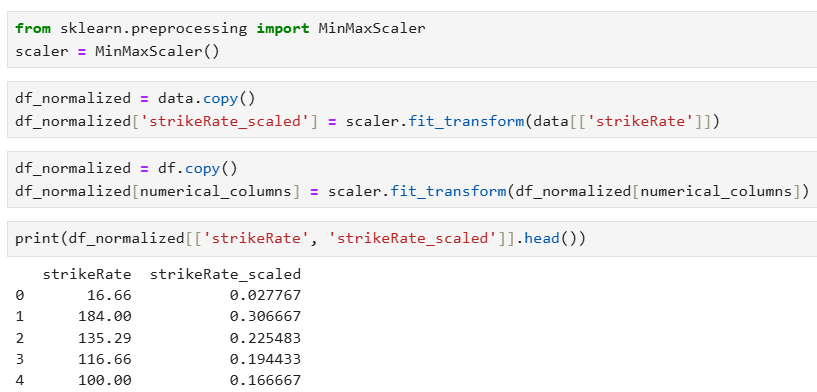 from sklearn.preprocessing import MinMaxScaler
scaler = MinMaxScaler()
df_normalized = data.copy()
df_normalized['strikeRate_scaled'] = scaler.fit_transform(data[['strikeRate']])
df_normalized = df.copy()
df_normalized[numerical_columns] = scaler.fit_transform(df_normalized[numerical_columns])
print(df_normalized[['strikeRate', 'strikeRate_scaled']].head())
   strikeRate  strikeRate_scaled
0       16.66           0.027767
1      184.00           0.306667
2      135.29           0.225483
3      116.66           0.194433
4      100.00           0.166667